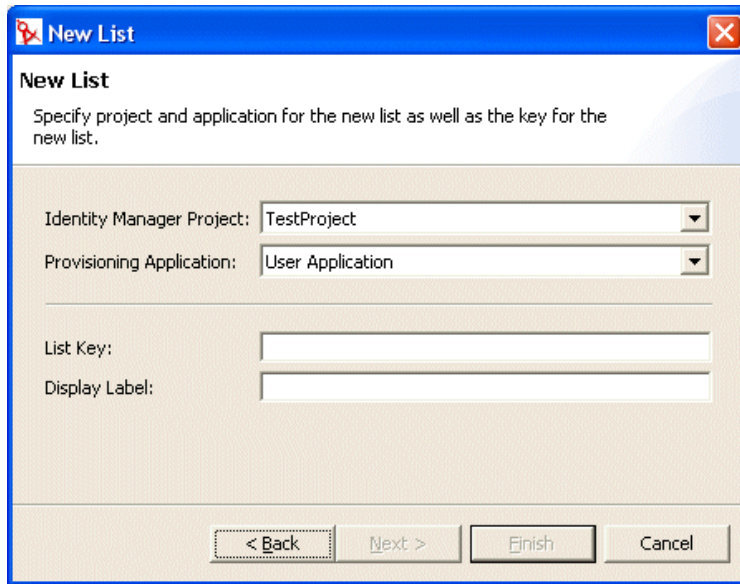 New List
New List
Specify project and application for the new list as well as the key for the
new list.
Identity Manager Project: TestProject
Provisioning Application: User Application
List Key:
Display Label:
< Back Next > Finish Cancel